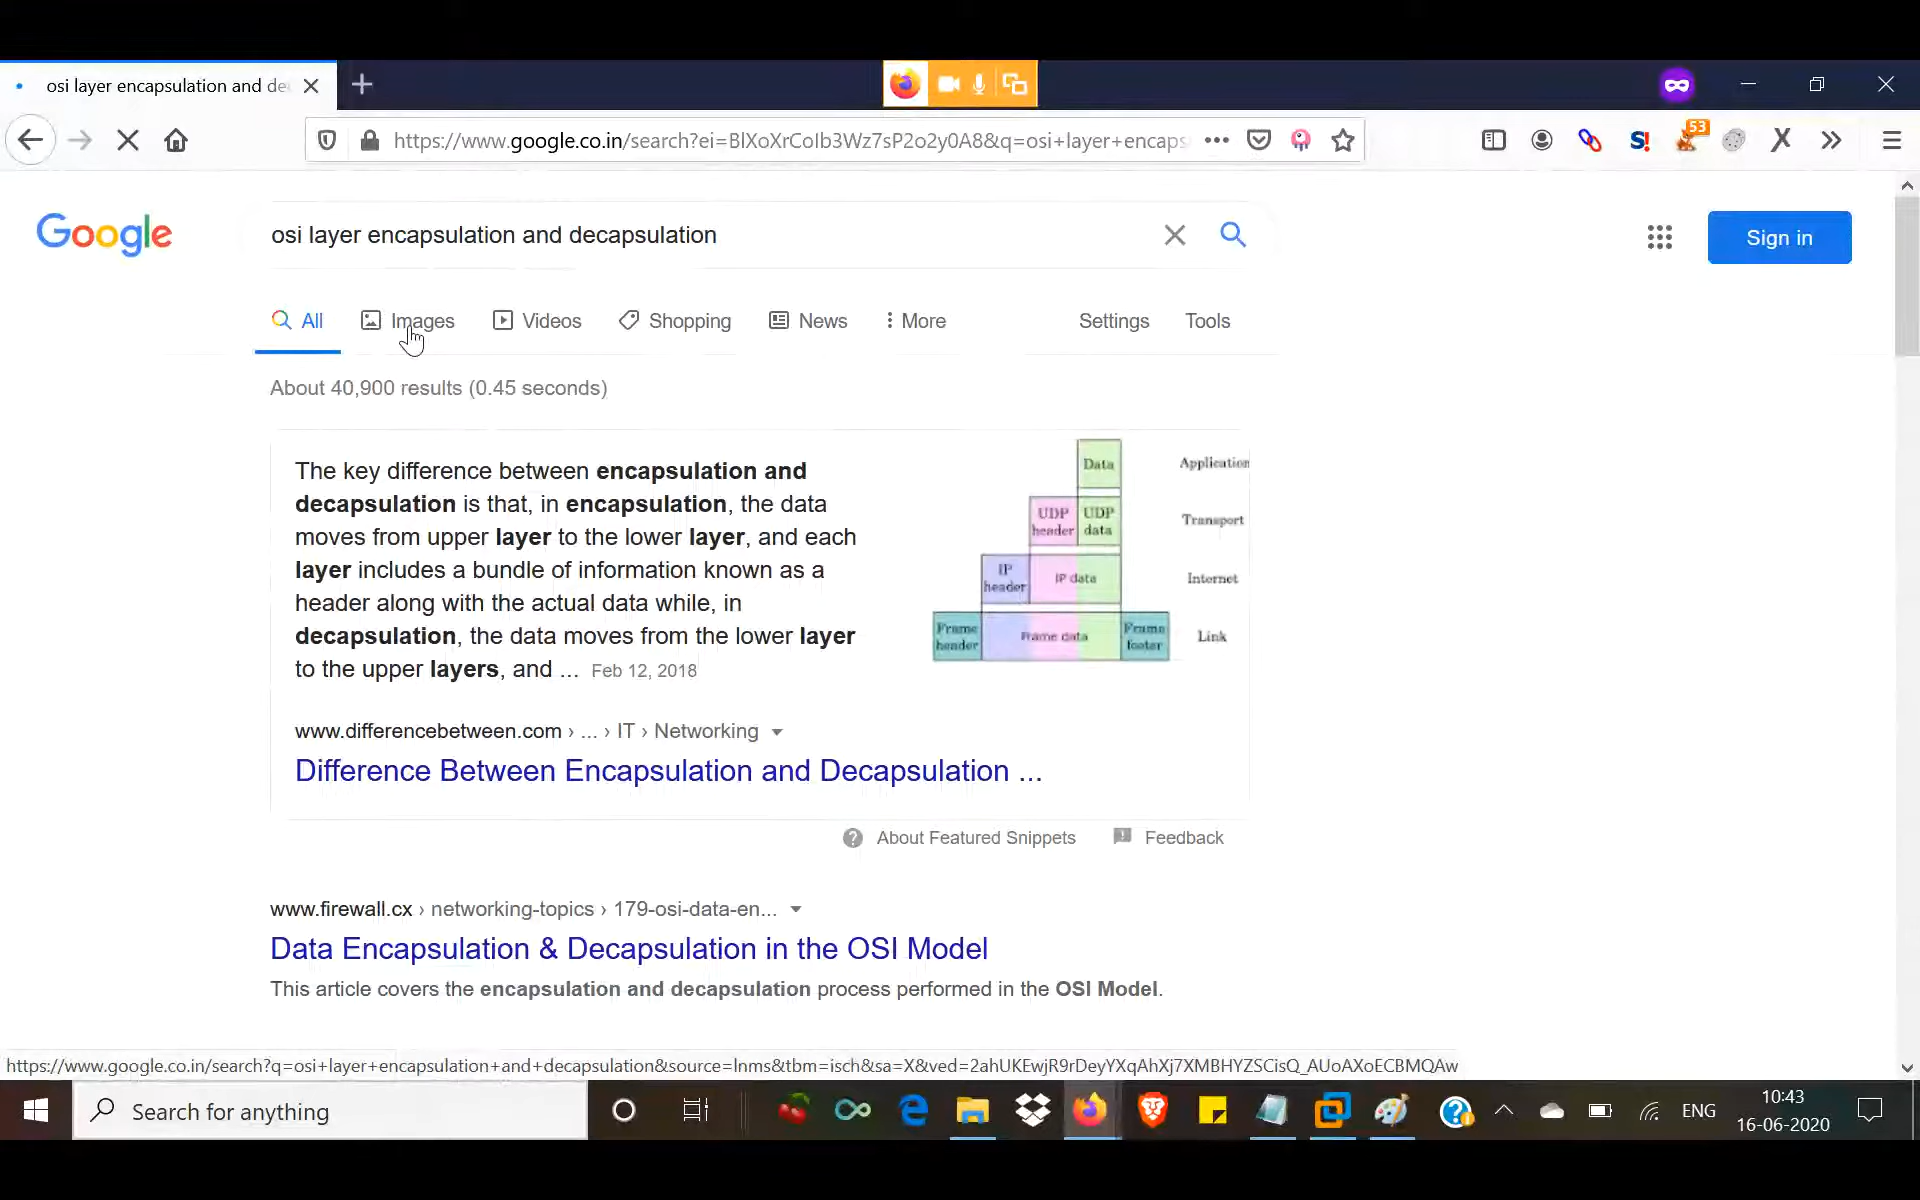 osi layer encapsulation and de
53
https://www.google.co.in/search?ei=BlXoXrCoIb3Wz7sP2o2y0A8&q=osi+layer+encaps
S!
Google
osi layer encapsulation and decapsulation
Sign in
All
Images
Videos
Shopping
News
More
Settings
Tools
About 40,900 results (0.45 seconds)
The key difference between encapsulation and
decapsulation is that, in encapsulation, the data
moves from upper layer to the lower layer, and each
layer includes a bundle of information known as a
header along with the actual data while, in
decapsulation, the data moves from the lower layer
to the upper layers, and ... Feb 12, 2018
Data
Application
UDP header
UDP data
Transport
IP header
IP data
Internet
Frame header
Frame data
Frame footer
Link
www.differencebetween.com › ... › IT › Networking
Difference Between Encapsulation and Decapsulation ...
About Featured Snippets
Feedback
www.firewall.cx › networking-topics › 179-osi-data-en...
Data Encapsulation & Decapsulation in the OSI Model
This article covers the encapsulation and decapsulation process performed in the OSI Model.
https://www.google.co.in/search?q=osi+layer+encapsulation+and+decapsulation&source=lnms&tbm=isch&sa=X&ved=2ahUKEwjR9rDeyYXqAhXj7XMBHYZSCisQ_AUoAXoECBMQAw
Search for anything
ENG
10:43
16-06-2020